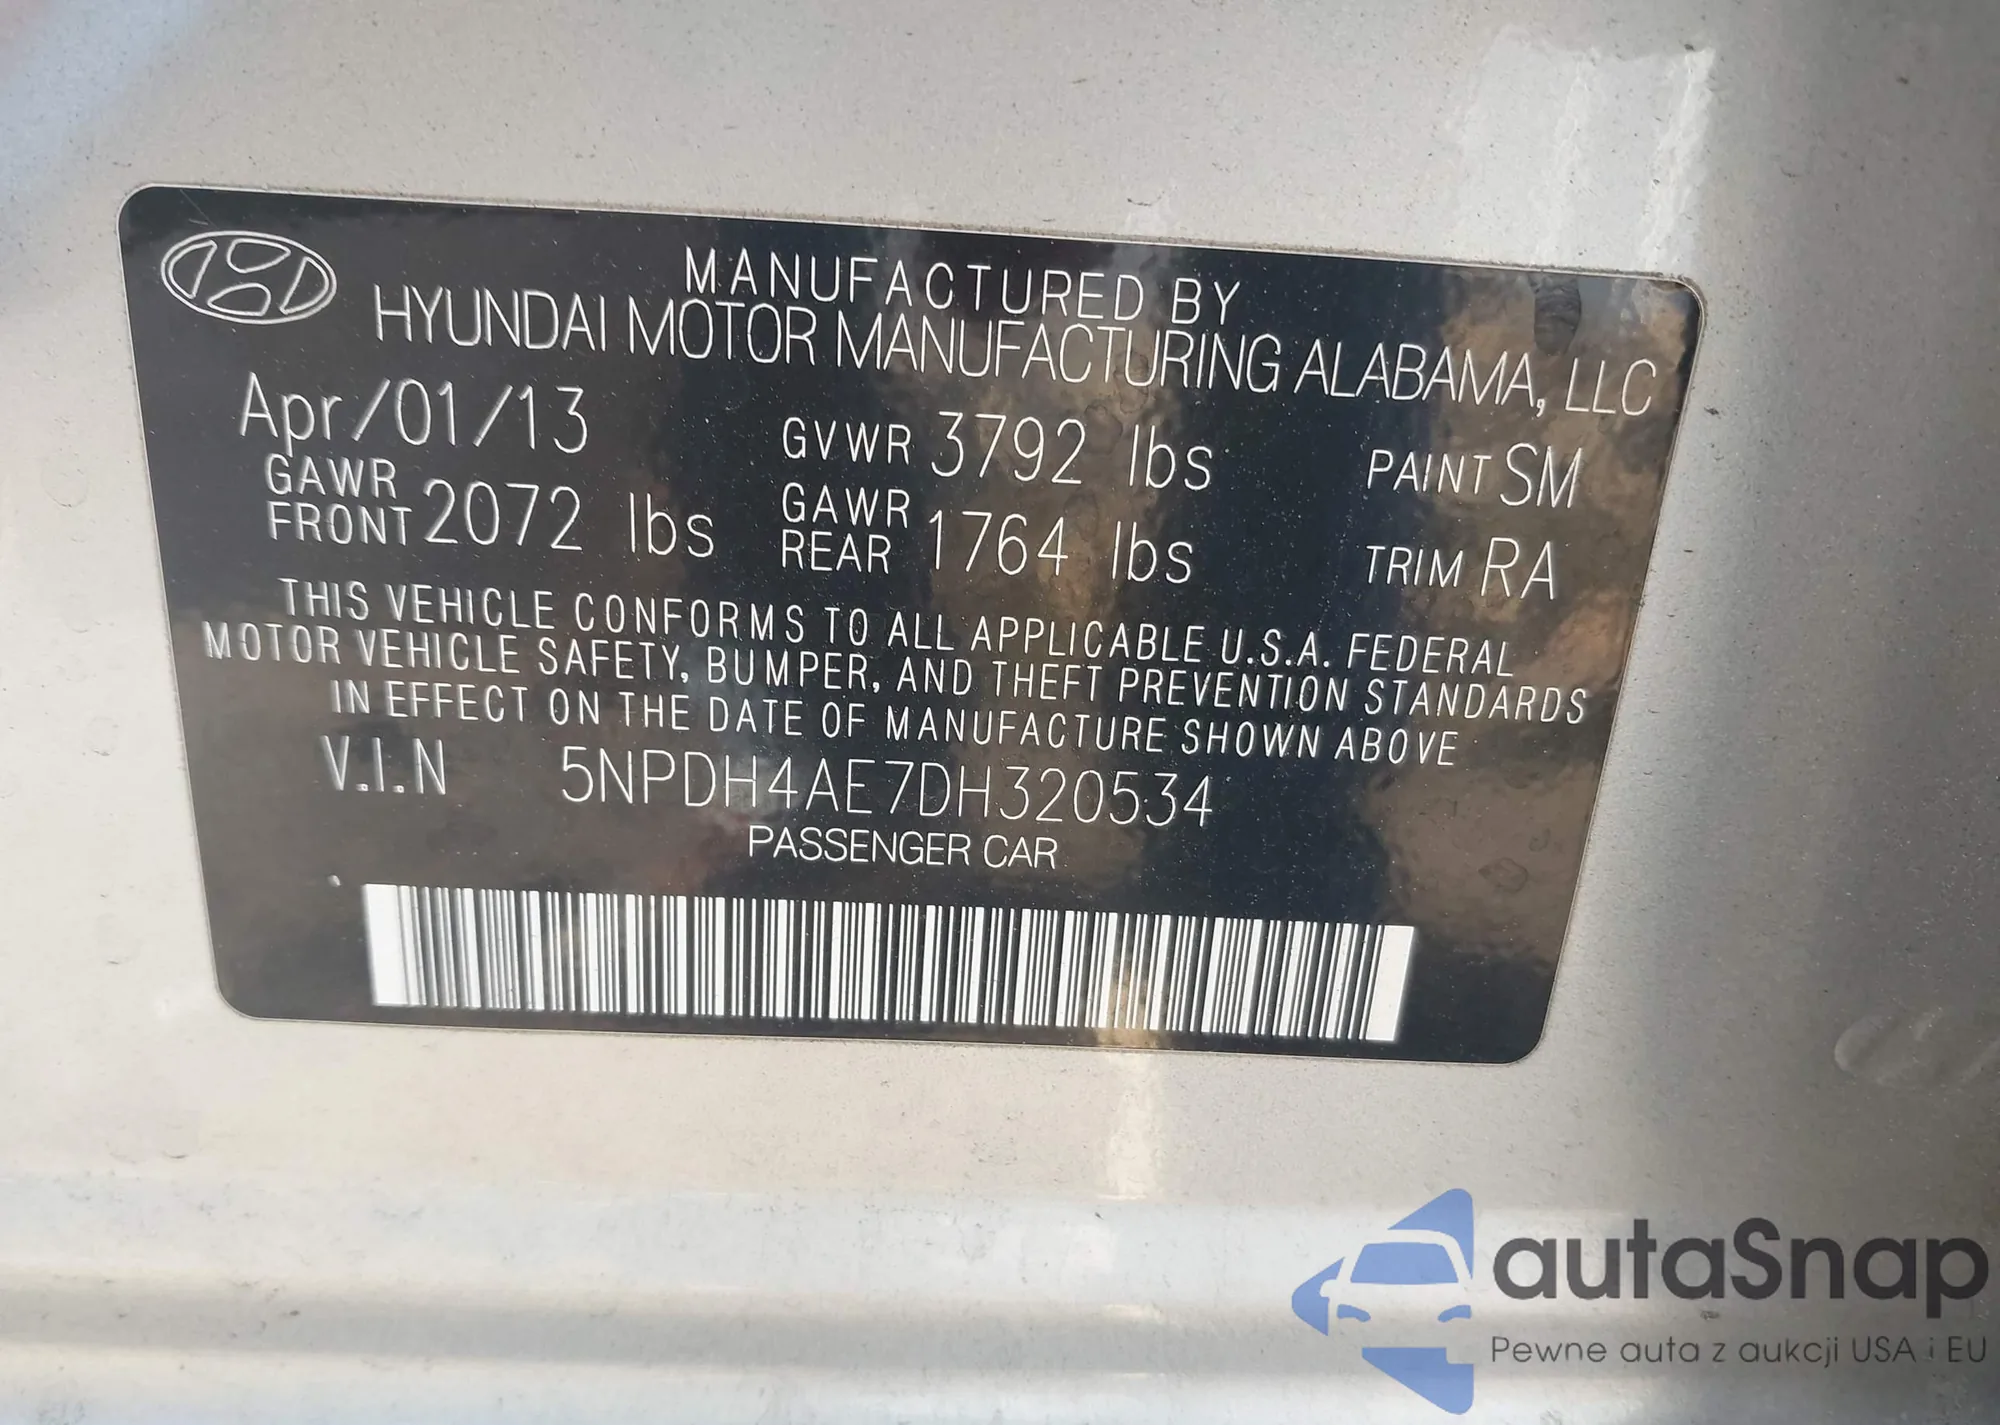 MANUFACTURED BY
HYUNDAI MOTOR MANUFACTURING ALABAMA, LLC
Apr/01/13 GVWR 3792 lbs PAINT SM
GAWR FRONT 2072 lbs GAWR REAR 1764 lbs TRIM RA
THIS VEHICLE CONFORMS TO ALL APPLICABLE U.S.A. FEDERAL
MOTOR VEHICLE SAFETY, BUMPER, AND THEFT PREVENTION STANDARDS
IN EFFECT ON THE DATE OF MANUFACTURE SHOWN ABOVE
V.I.N 5NPDH4AE7DH320534
PASSENGER CAR
autaSnap
Pewne auta z aukcji USA i EU